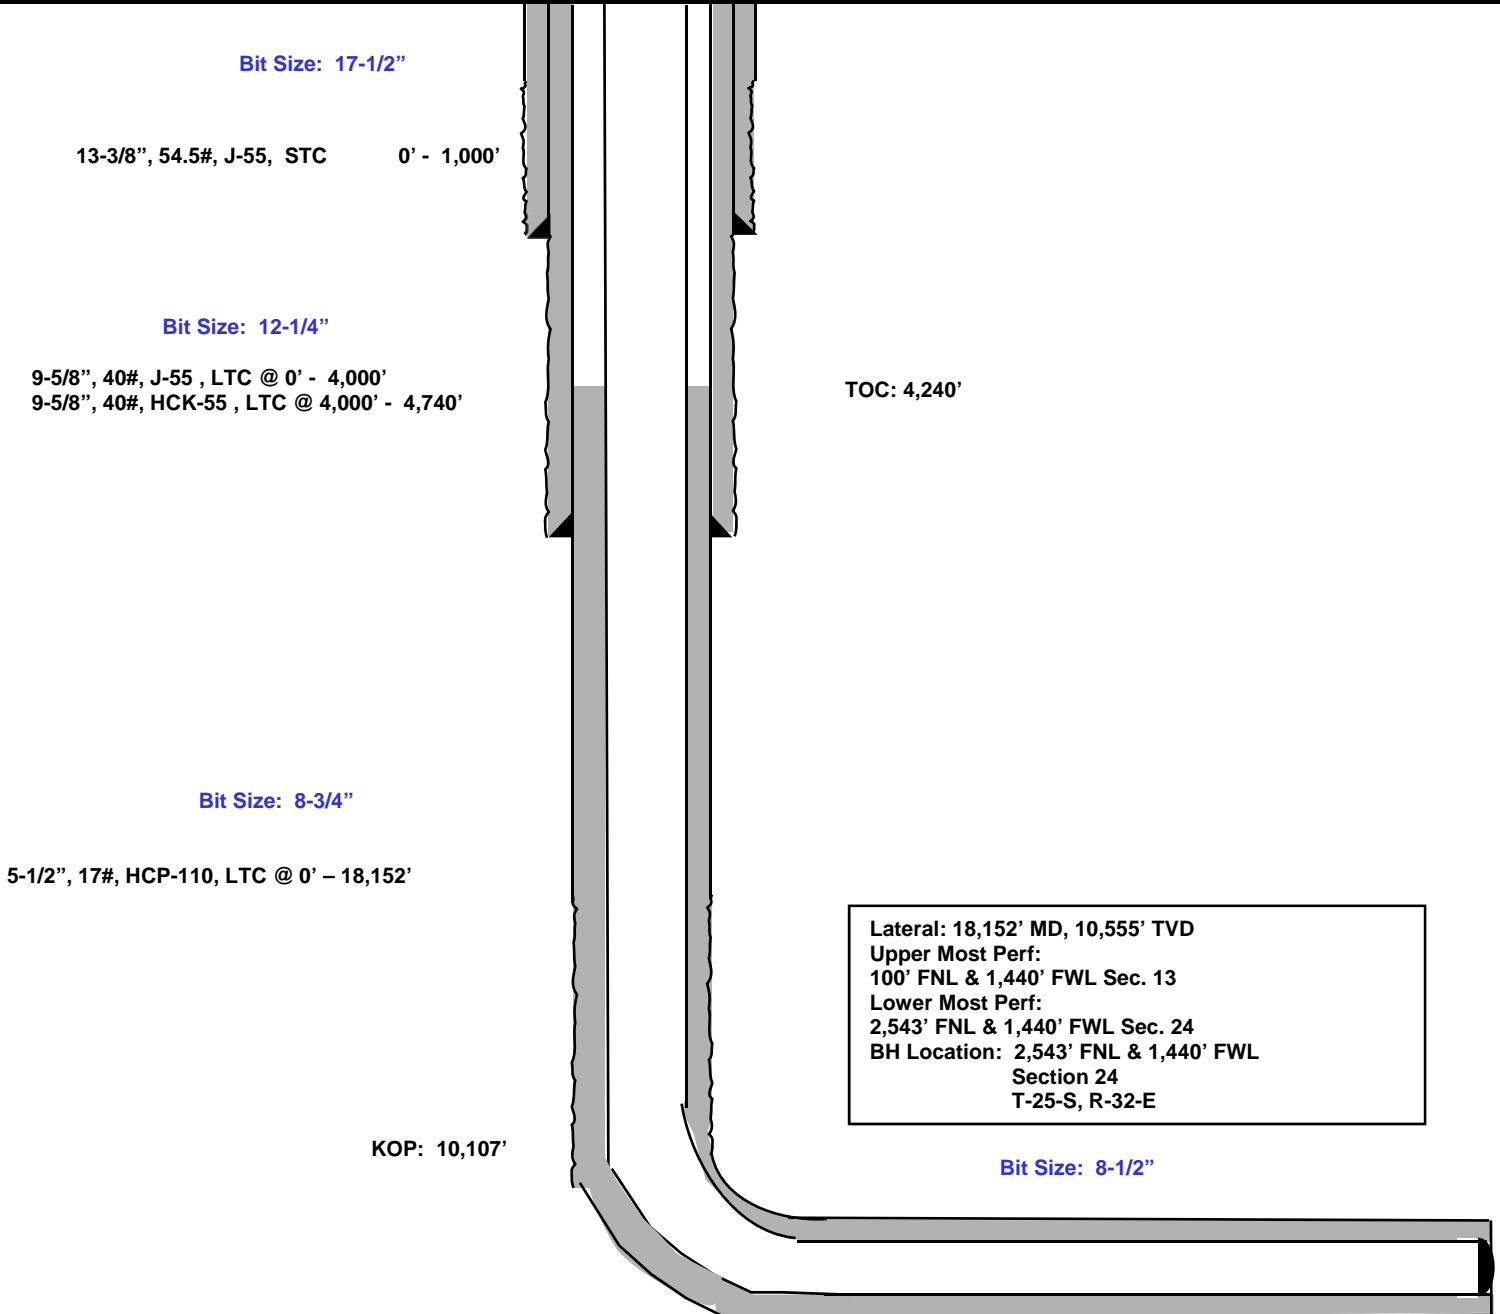 Bit Size: 17-1/2”
13-3/8”, 54.5#, J-55, STC 0’ - 1,000’
Bit Size: 12-1/4”
9-5/8”, 40#, J-55 , LTC @ 0’ - 4,000’
9-5/8”, 40#, HCK-55 , LTC @ 4,000’ - 4,740’
TOC: 4,240’
Bit Size: 8-3/4”
5-1/2”, 17#, HCP-110, LTC @ 0’ – 18,152’
Lateral: 18,152’ MD, 10,555’ TVD
Upper Most Perf:
100’ FNL & 1,440’ FWL Sec. 13
Lower Most Perf:
2,543’ FNL & 1,440’ FWL Sec. 24
BH Location: 2,543’ FNL & 1,440’ FWL
Section 24
T-25-S, R-32-E
KOP: 10,107’
Bit Size: 8-1/2”